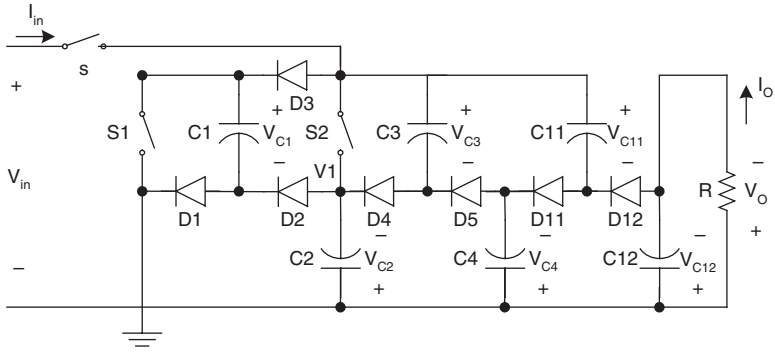 I_in
s
+
D3
I_O
S1
C1
+
V_C1
−
S2
C3
+
V_C3
−
C11
+
V_C11
−
V_in
V1
R
−
V_O
+
D1
D2
D4
D5
D11
D12
C2
−
V_C2
+
C4
−
V_C4
+
C12
−
V_C12
+
−